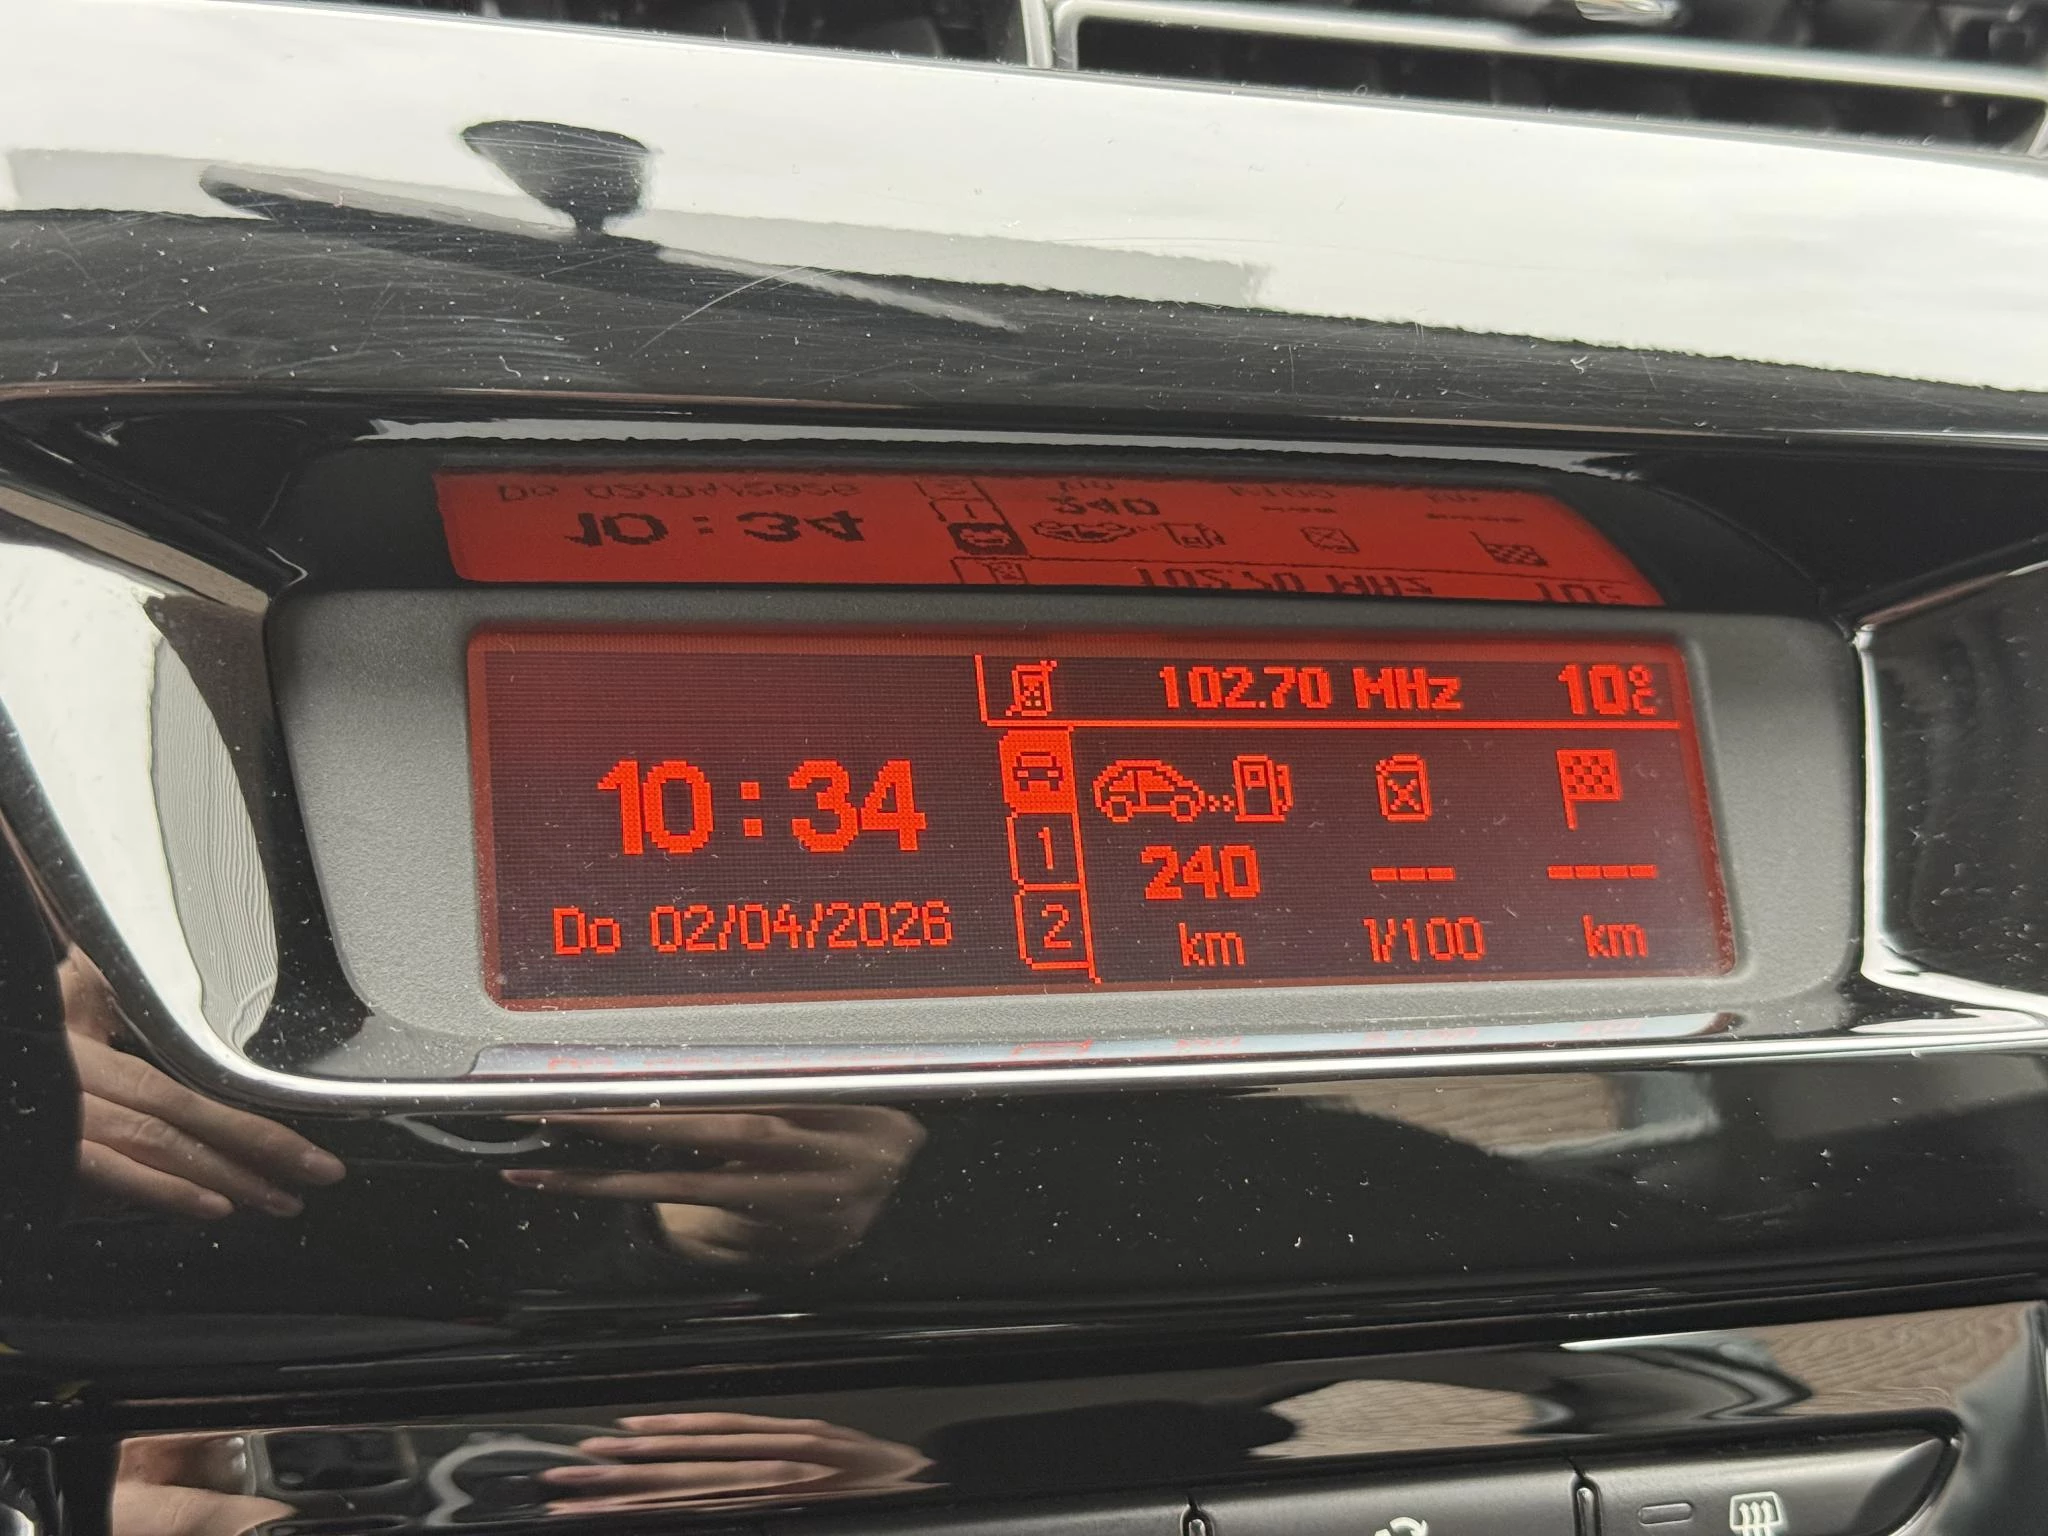 102.70 MHz 10°C
10:34
Do 02/04/2026
1
2
240 --- ----
km l/100 km